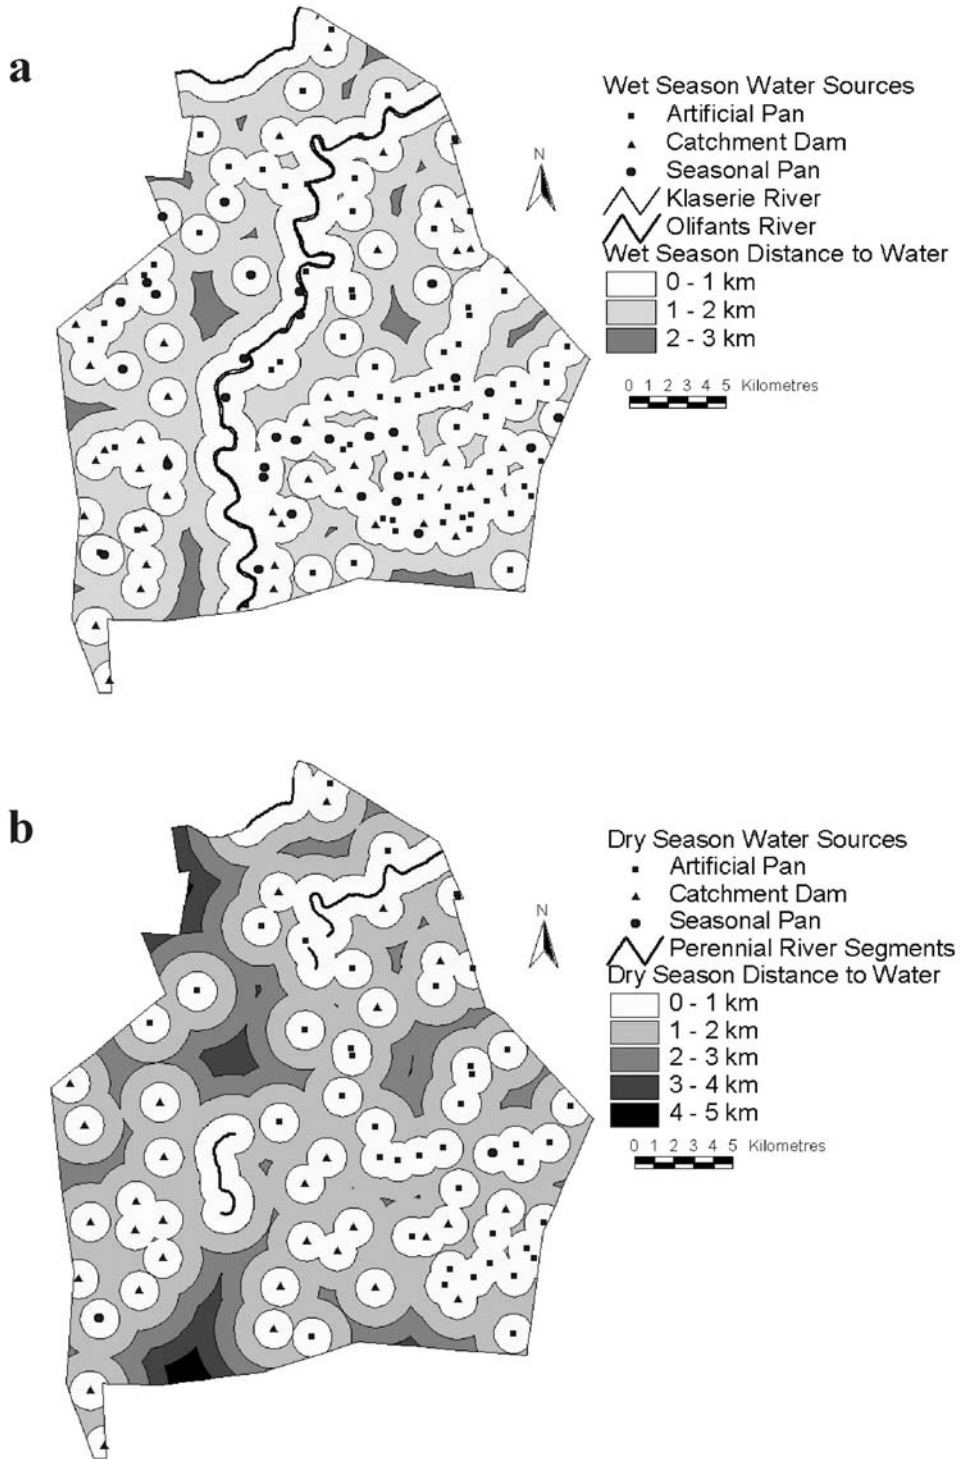 a
Wet Season Water Sources
Artificial Pan
Catchment Dam
Seasonal Pan
Klaserie River
Olifants River
Wet Season Distance to Water
0 - 1 km
1 - 2 km
2 - 3 km
N
0 1 2 3 4 5 Kilometres
b
Dry Season Water Sources
Artificial Pan
Catchment Dam
Seasonal Pan
Perennial River Segments
Dry Season Distance to Water
0 - 1 km
1 - 2 km
2 - 3 km
3 - 4 km
4 - 5 km
N
0 1 2 3 4 5 Kilometres